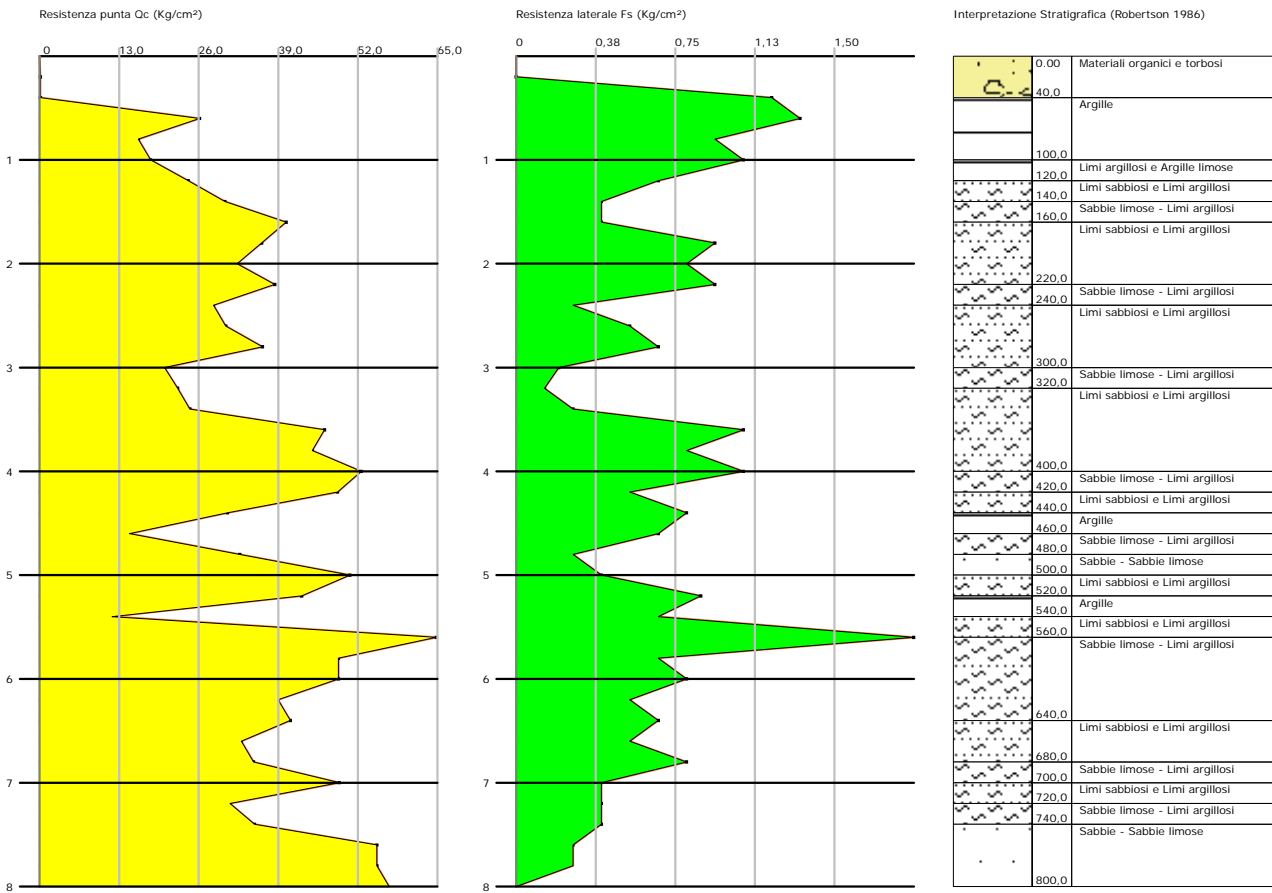 Resistenza punta Qc (Kg/cm²)
0 13,0 26,0 39,0 52,0 65,0
1
2
3
4
5
6
7
8
Resistenza laterale Fs (Kg/cm²)
0 0,38 0,75 1,13 1,50
1
2
3
4
5
6
7
8
Interpretazione Stratigrafica (Robertson 1986)
0.00 Materiali organici e torbosi
40,0
Argille
100,0
Limi argillosi e Argille limose
120,0
Limi sabbiosi e Limi argillosi
140,0
Sabbie limose - Limi argillosi
160,0
Limi sabbiosi e Limi argillosi
220,0
Sabbie limose - Limi argillosi
240,0
Limi sabbiosi e Limi argillosi
300,0
Sabbie limose - Limi argillosi
320,0
Limi sabbiosi e Limi argillosi
400,0
Sabbie limose - Limi argillosi
420,0
Limi sabbiosi e Limi argillosi
440,0
Argille
460,0
Sabbie limose - Limi argillosi
480,0
Sabbie - Sabbie limose
500,0
Limi sabbiosi e Limi argillosi
520,0
Argille
540,0
Limi sabbiosi e Limi argillosi
560,0
Sabbie limose - Limi argillosi
640,0
Limi sabbiosi e Limi argillosi
680,0
Sabbie limose - Limi argillosi
700,0
Limi sabbiosi e Limi argillosi
720,0
Sabbie limose - Limi argillosi
740,0
Sabbie - Sabbie limose
800,0